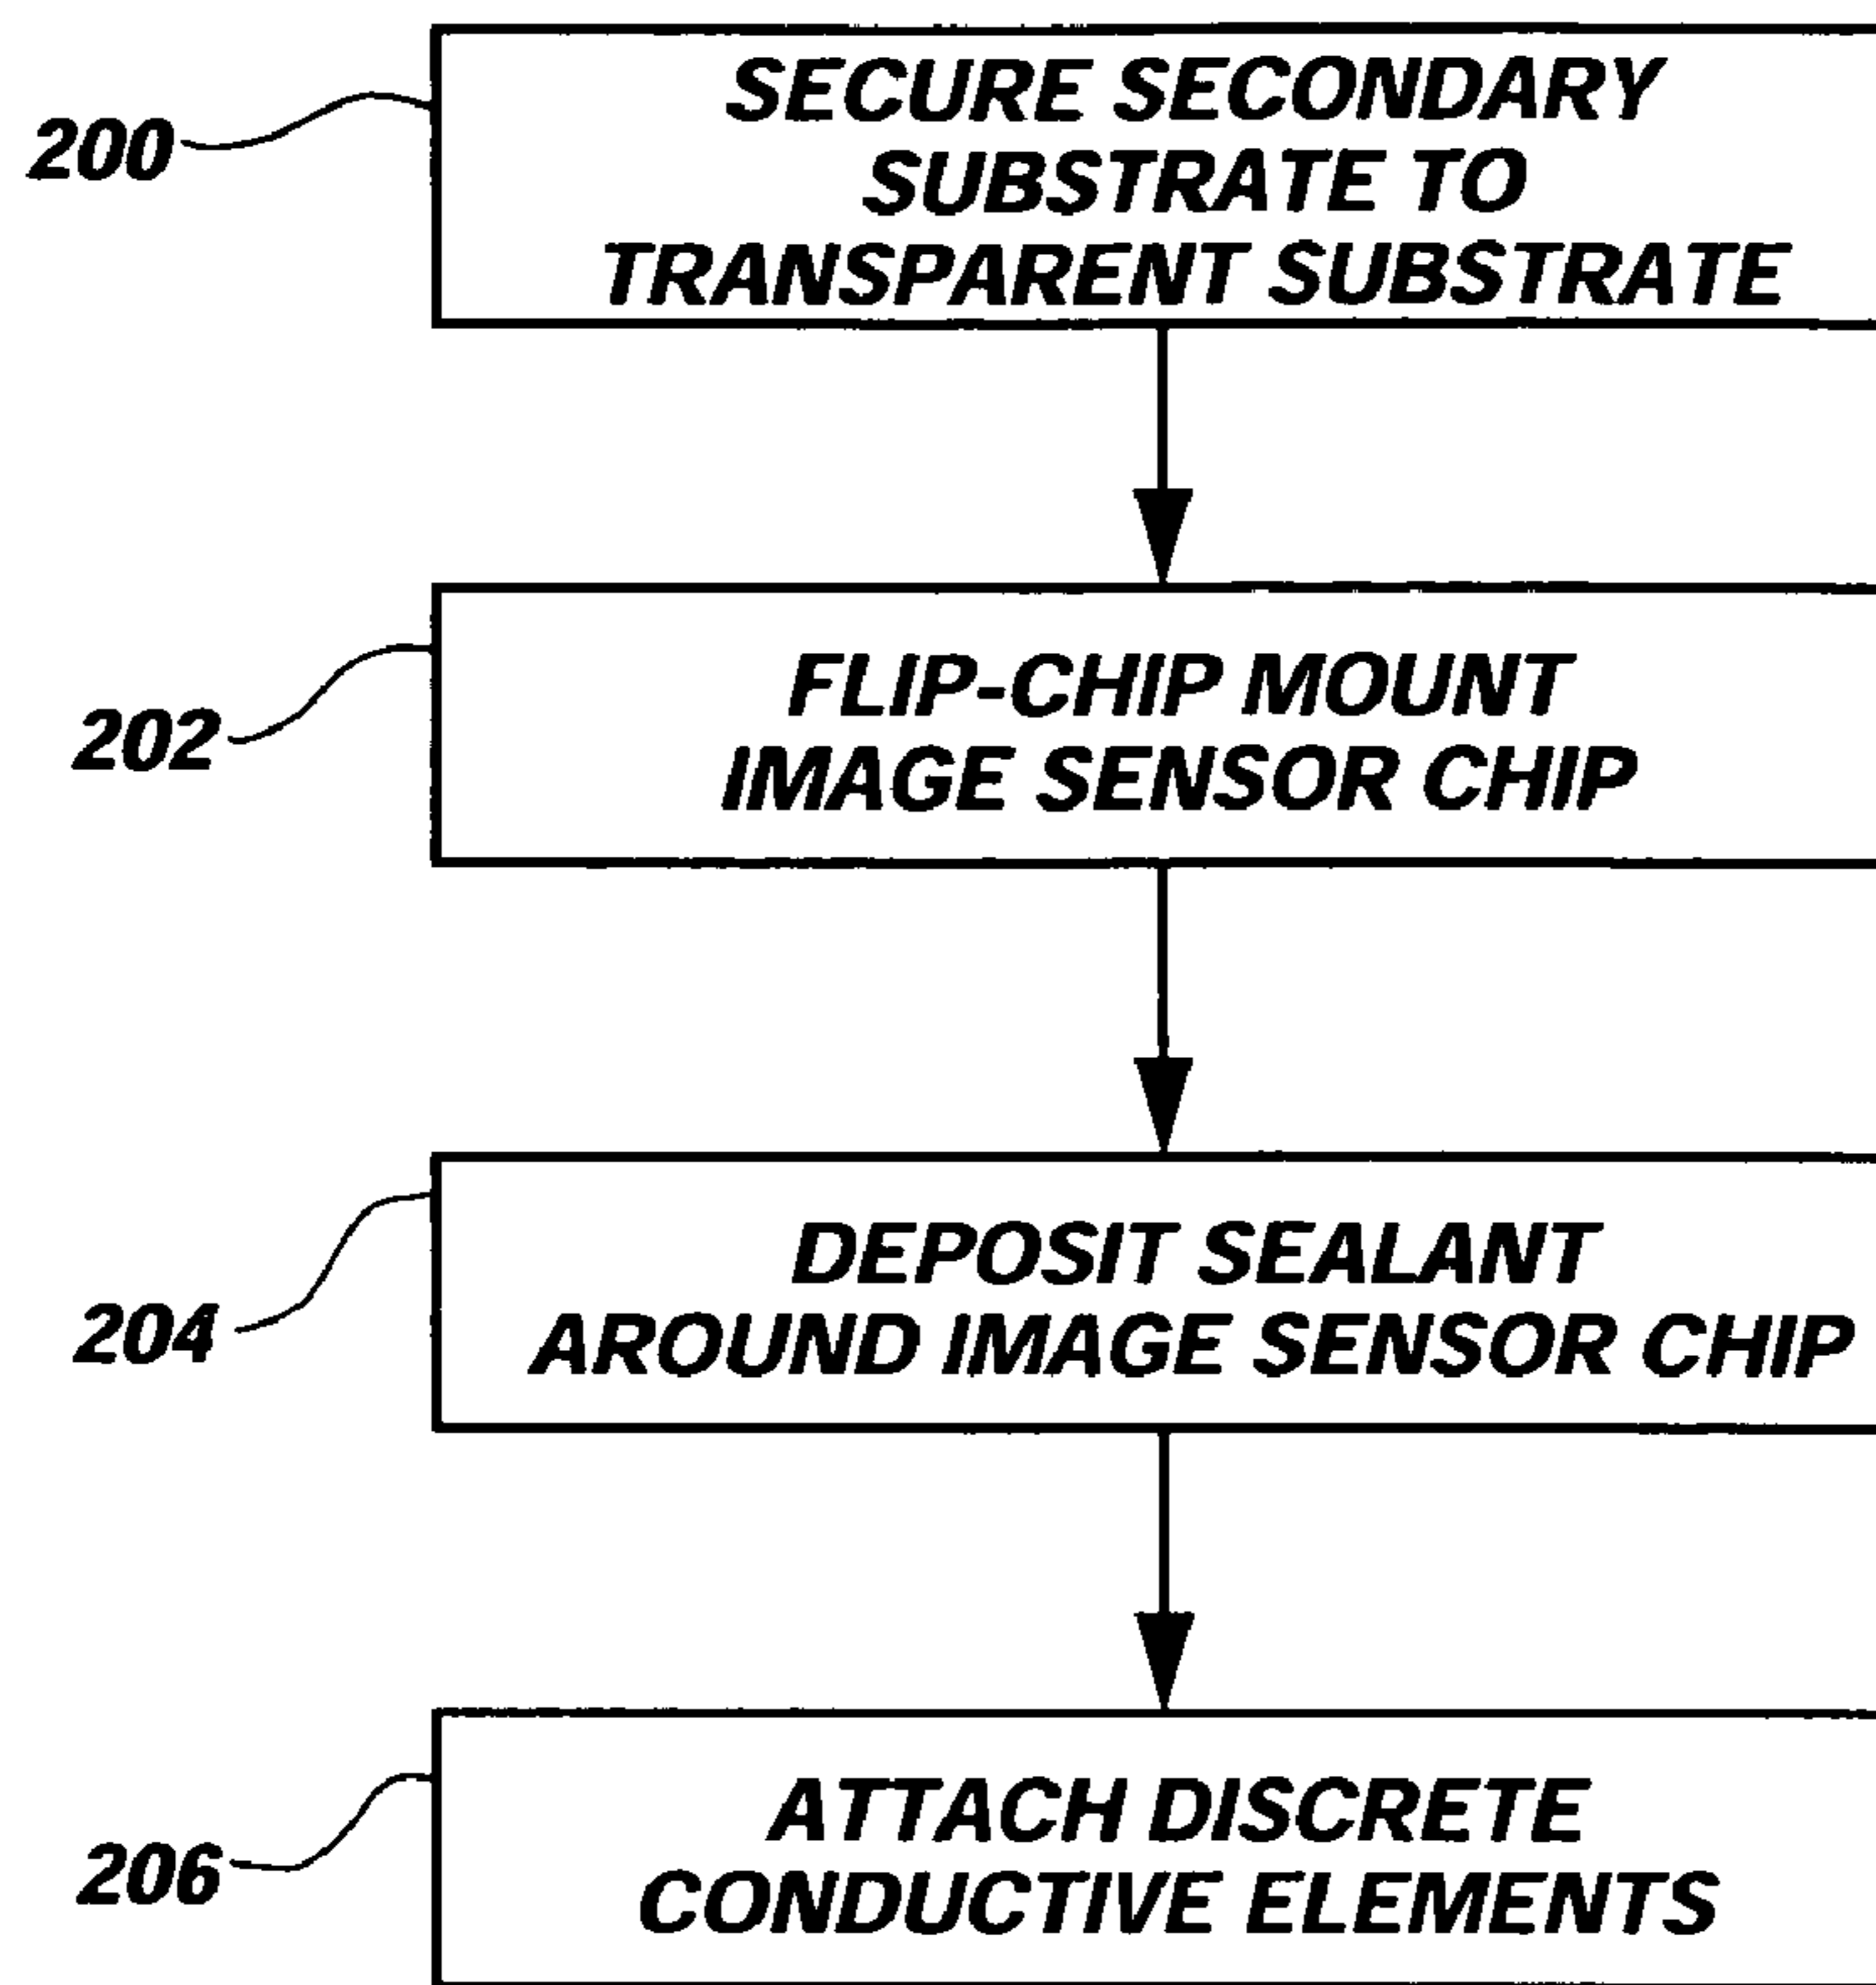 200
SECURE SECONDARY
SUBSTRATE TO
TRANSPARENT SUBSTRATE
202
FLIP-CHIP MOUNT
IMAGE SENSOR CHIP
204
DEPOSIT SEALANT
AROUND IMAGE SENSOR CHIP
206
ATTACH DISCRETE
CONDUCTIVE ELEMENTS